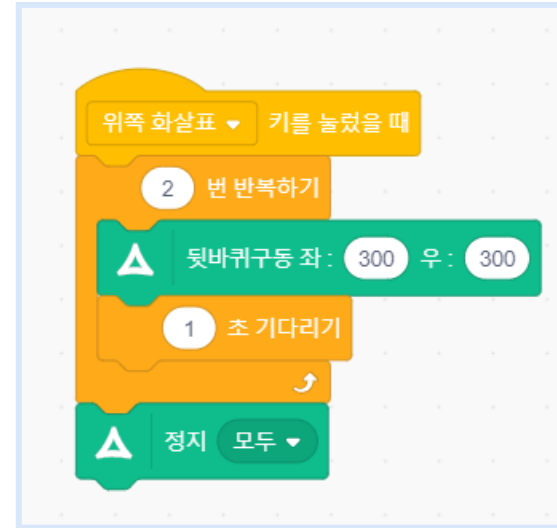 위쪽 화살표 키를 눌렀을 때
2 번 반복하기
뒷바퀴구동 좌 : 300 우 : 300
1 초 기다리기
정지 모두